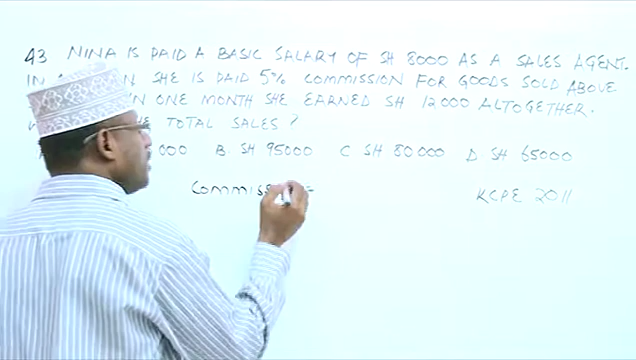 43 NINA IS PAID A BASIC SALARY OF SH 8000 AS A SALES AGENT.
IN SHE IS PAID 5% COMMISSION FOR GOODS SOLD ABOVE
IN ONE MONTH SHE EARNED SH 12000 ALTOGETHER.
TOTAL SALES ?
000 B. SH 95000 C SH 80000 D. SH 65000
Commiss =
KCPE 2011